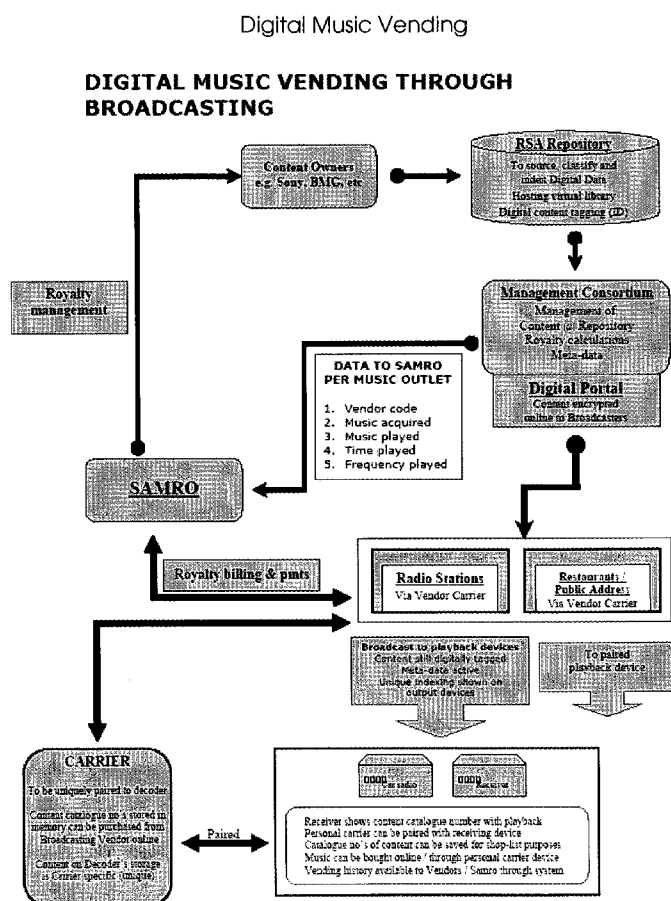 Digital Music Vending
DIGITAL MUSIC VENDING THROUGH
BROADCASTING
Content Owners
e.g. Sony, BMG, etc
RSA Repository
To source, classify and
index Digital Data
Hosting virtual library
Digital content tagging (ID)
Royalty
management
Management Consortium
Management of
Content @ Repository
Royalty calculations
Meta-data
Digital Portal
Content encrypted
online to Broadcasters
DATA TO SAMRO
PER MUSIC OUTLET
1. Vendor code
2. Music acquired
3. Music played
4. Time played
5. Frequency played
SAMRO
Royalty billing & pmts
Radio Stations
Via Vendor Carrier
Restaurants /
Public Address
Via Vendor Carrier
Broadcast to playback devices
Content still digitally tagged
Meta-data active
Unique indexing shown on
output devices
To paired
playback device
CARRIER
To be uniquely paired to decoder
Content catalogue no's stored in
memory can be purchased from
Broadcasting Vendor online
Content on Decoder's storage
is Carrier specific (unique)
Paired
Car radio
Receiver
Receiver shows content catalogue number with playback
Personal carrier can be paired with receiving device
Catalogue no's of content can be saved for shop-list purposes
Music can be bought online / through personal carrier device
Vending history available to Vendors / Samro through system